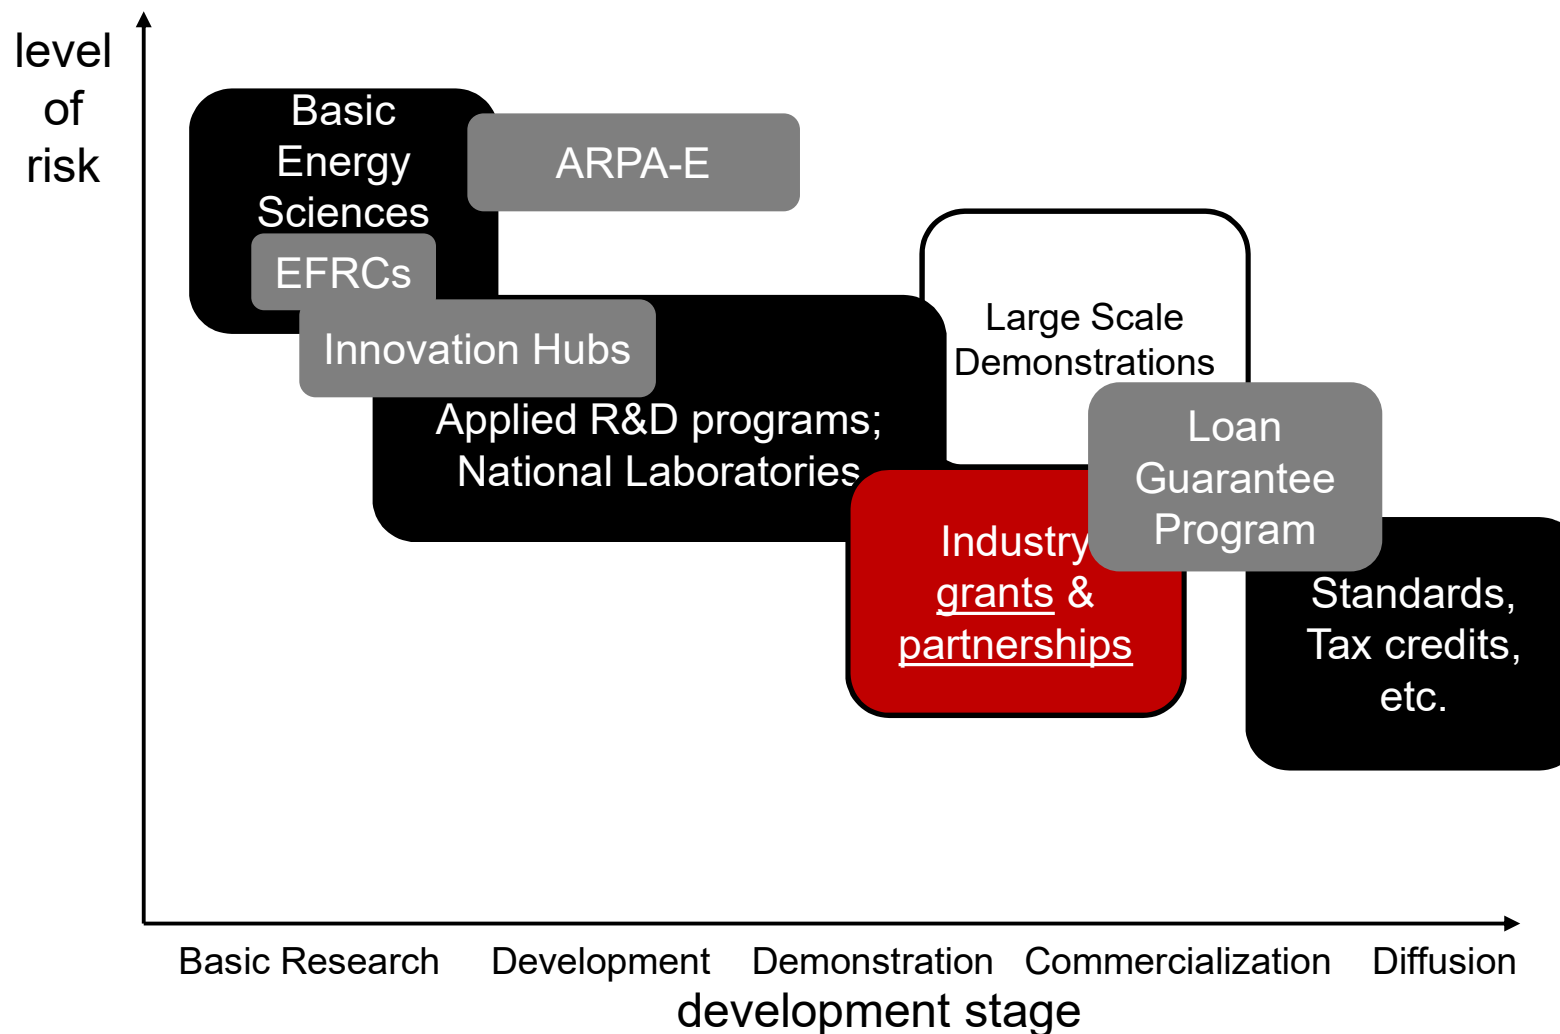 level
of
risk
Basic
Energy
Sciences
ARPA-E
EFRCs
Innovation Hubs
Large Scale
Demonstrations
Applied R&D programs;
National Laboratories
Loan
Guarantee
Program
Industry
grants &
partnerships
Standards,
Tax credits,
etc.
Basic Research
Development
Demonstration
Commercialization
Diffusion
development stage